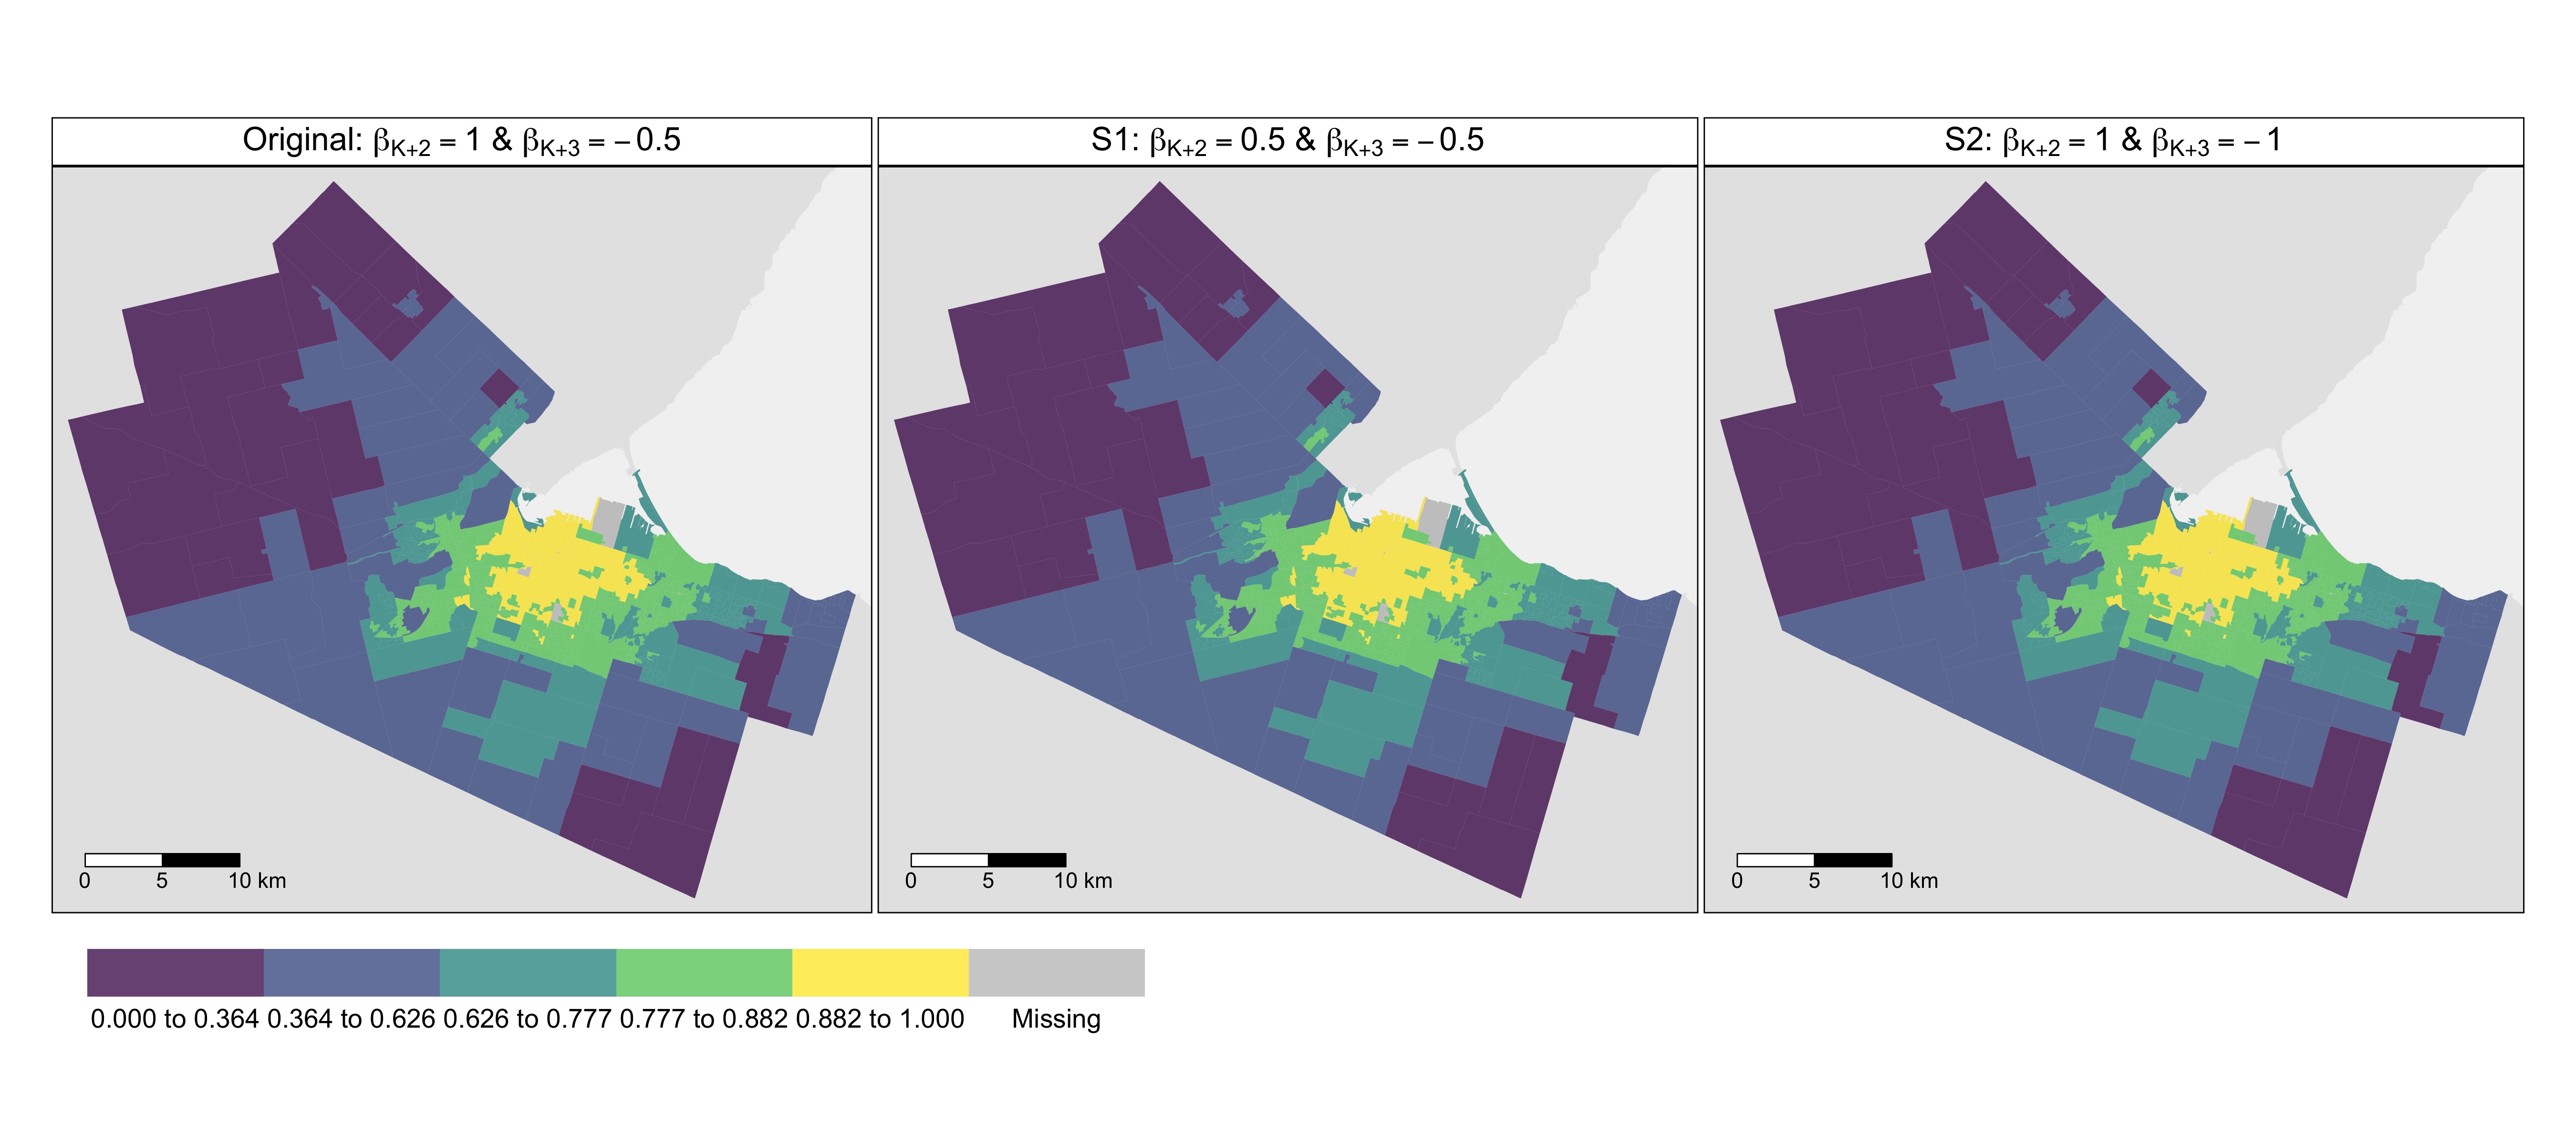 Original: βK+2 = 1 & βK+3 = −0.5
S1: βK+2 = 0.5 & βK+3 = −0.5
S2: βK+2 = 1 & βK+3 = −1
0 5 10 km
0 5 10 km
0 5 10 km
0.000 to 0.364 0.364 to 0.626 0.626 to 0.777 0.777 to 0.882 0.882 to 1.000 Missing